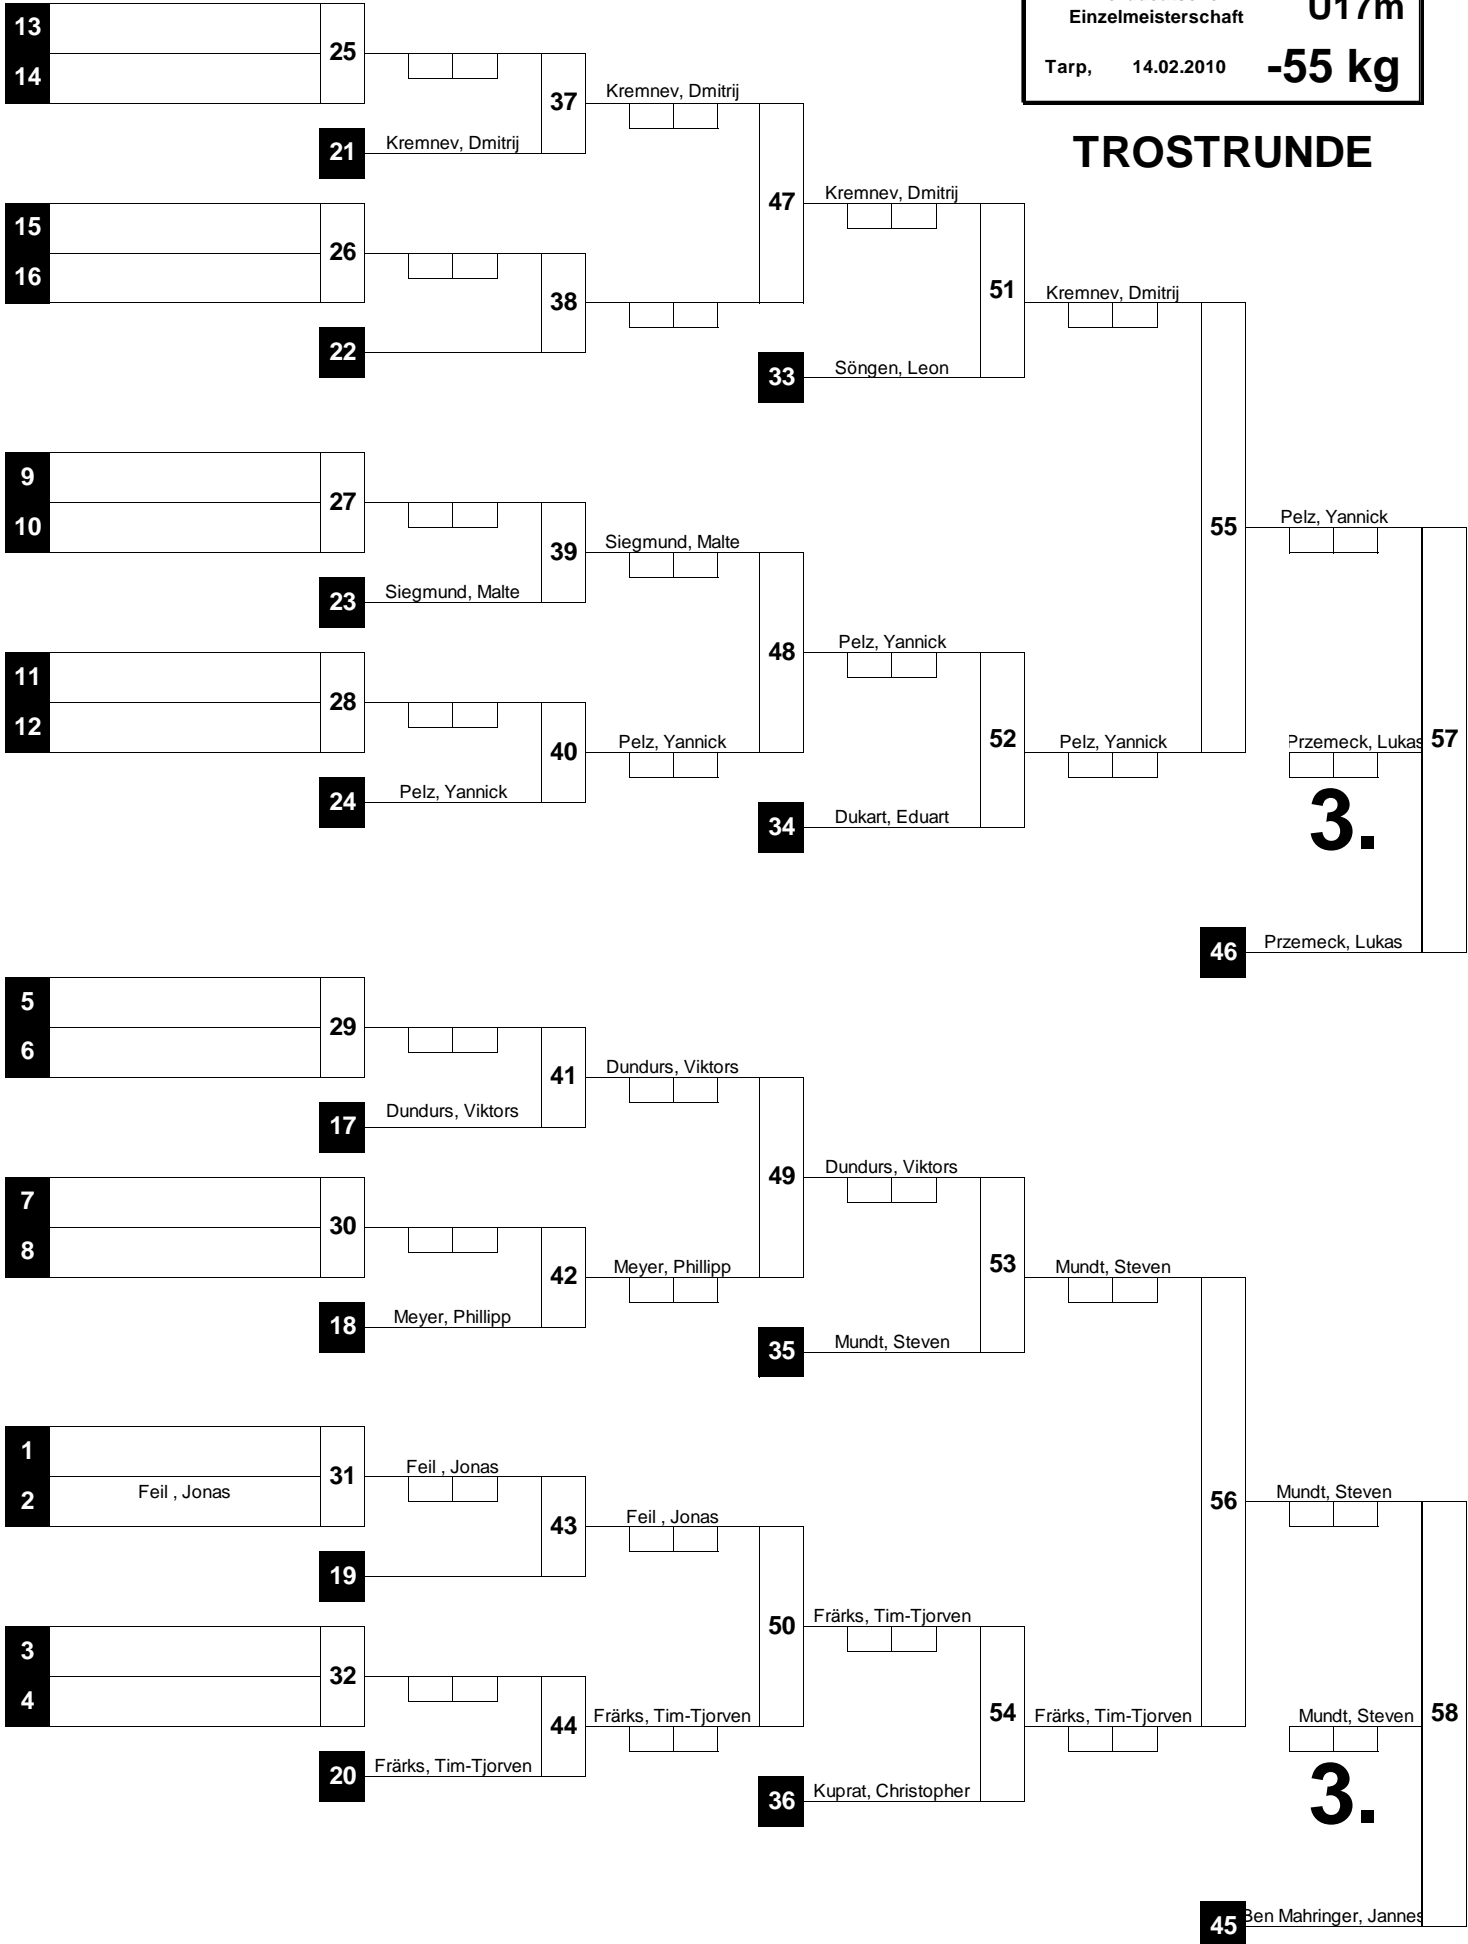 Einzelmeisterschaft U17m
Tarp, 14.02.2010 -55 kg
TROSTRUNDE
13
14
25
37
Kremnev, Dmitrij
21
Kremnev, Dmitrij
47
Kremnev, Dmitrij
15
16
26
38
22
51
Kremnev, Dmitrij
33
Söngen, Leon
9
10
27
39
Siegmund, Malte
23
Siegmund, Malte
55
Pelz, Yannick
48
Pelz, Yannick
11
12
28
40
Pelz, Yannick
24
Pelz, Yannick
52
Pelz, Yannick
34
Dukart, Eduart
Przemeck, Lukas
57
3.
46
Przemeck, Lukas
5
6
29
41
Dundurs, Viktors
17
Dundurs, Viktors
49
Dundurs, Viktors
7
8
30
42
Meyer, Phillipp
18
Meyer, Phillipp
53
Mundt, Steven
35
Mundt, Steven
1
2
Feil , Jonas
31
Feil , Jonas
43
Feil , Jonas
19
56
Mundt, Steven
50
Frärks, Tim-Tjorven
3
4
32
44
Frärks, Tim-Tjorven
20
Frärks, Tim-Tjorven
54
Frärks, Tim-Tjorven
36
Kuprat, Christopher
Mundt, Steven
58
3.
45
Ben Mahringer, Jannes